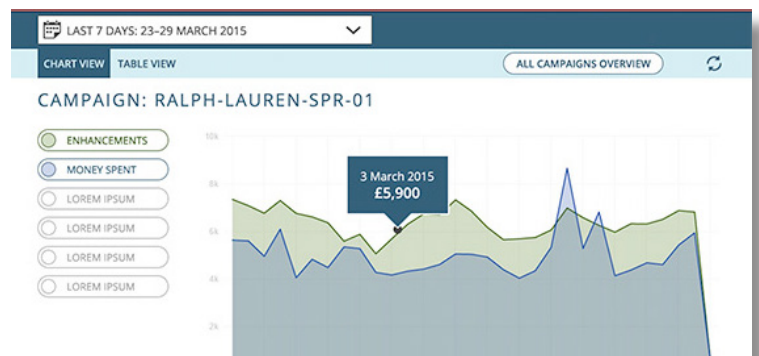 LAST 7 DAYS: 23–29 MARCH 2015
CHART VIEW TABLE VIEW ALL CAMPAIGNS OVERVIEW
CAMPAIGN: RALPH-LAUREN-SPR-01
ENHANCEMENTS
MONEY SPENT
LOREM IPSUM
LOREM IPSUM
LOREM IPSUM
LOREM IPSUM
10k
8k
6k
4k
2k
3 March 2015
£5,900